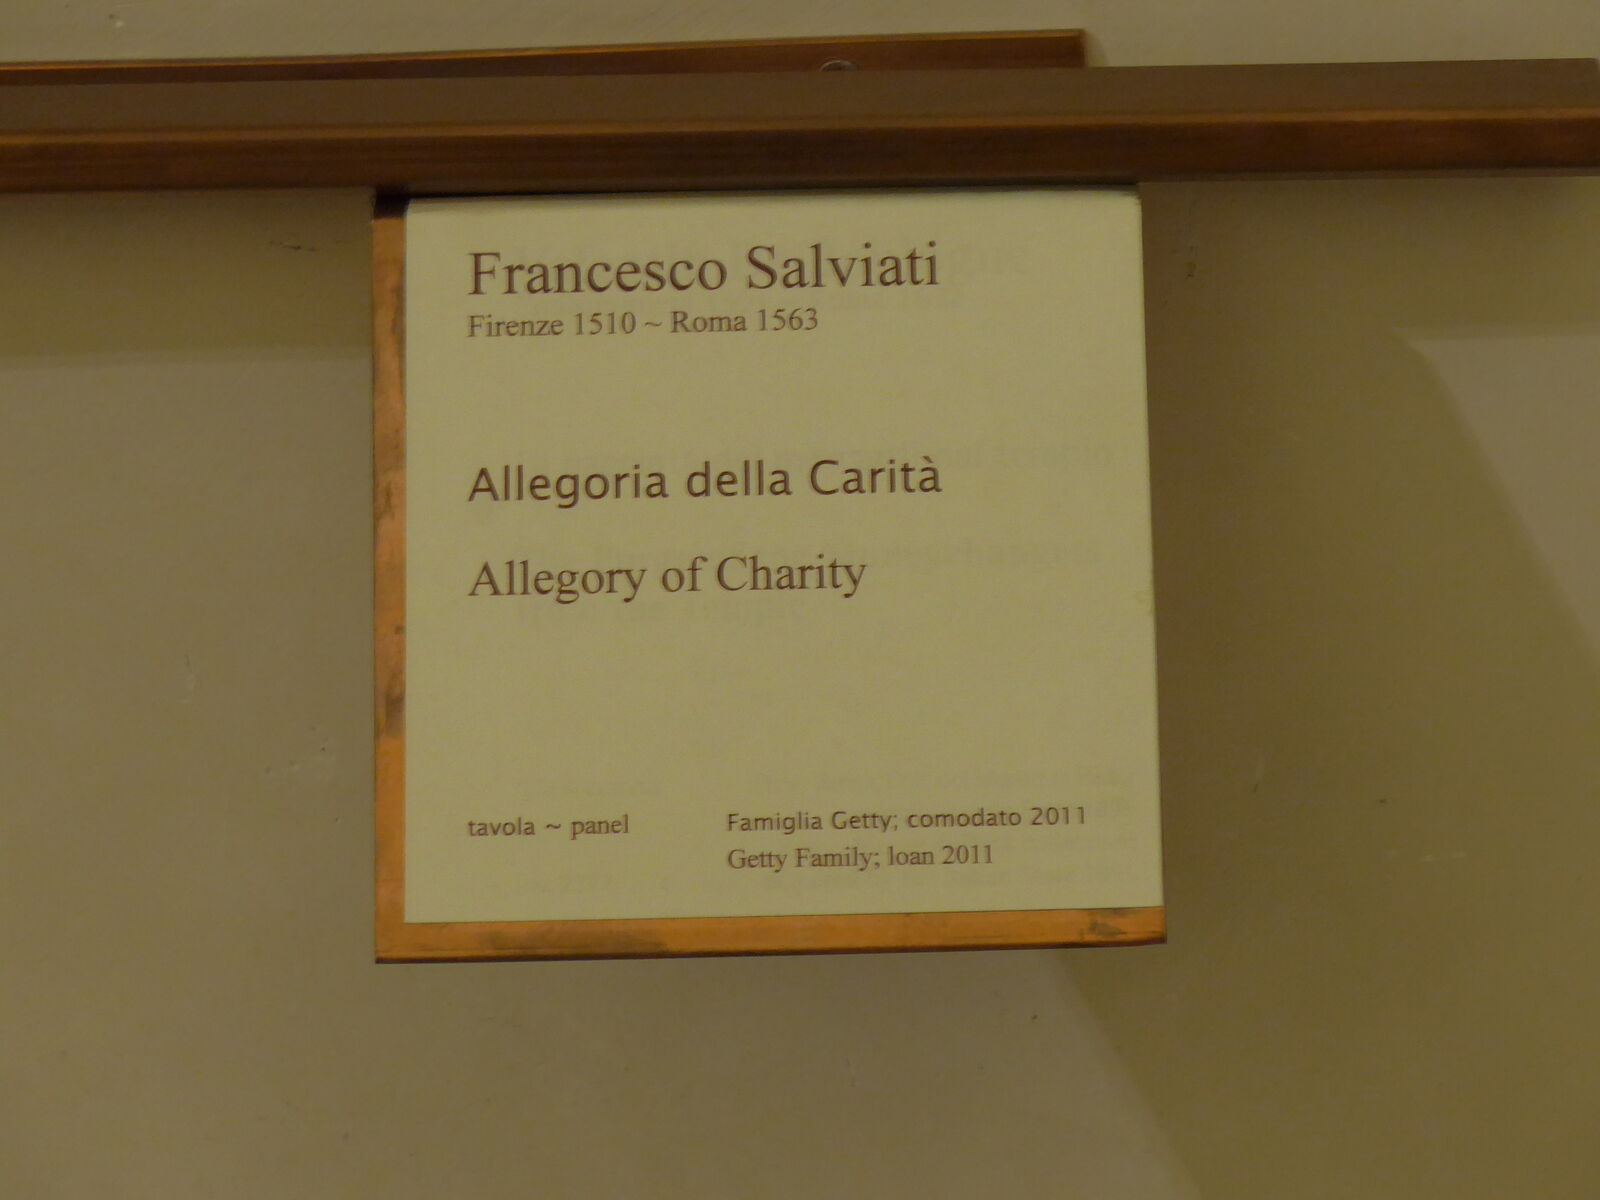 Francesco Salviati
Firenze 1510 ~ Roma 1563
Allegoria della Carità
Allegory of Charity
tavola ~ panel
Famiglia Getty; comodato 2011
Getty Family; loan 2011